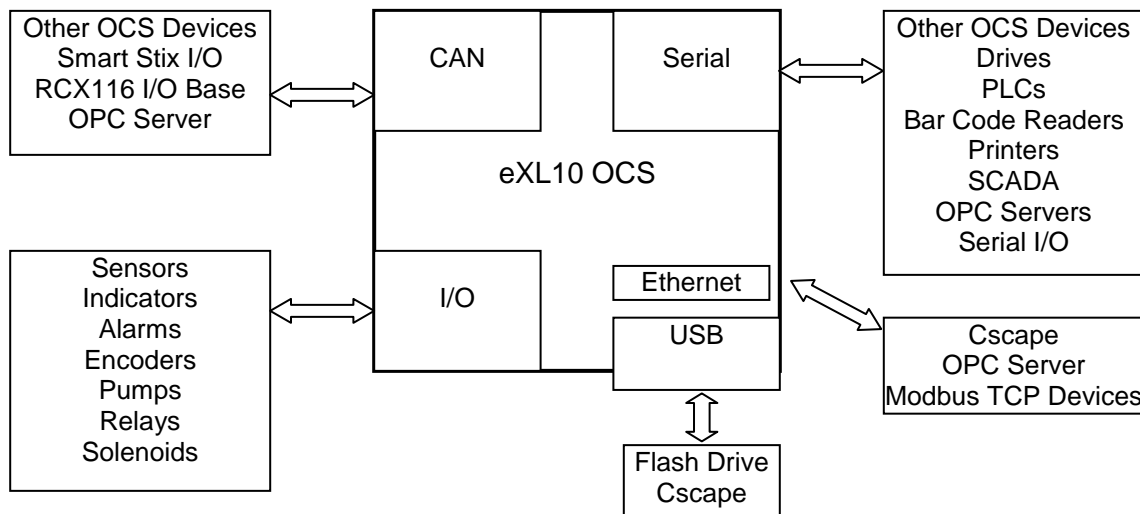 Other OCS Devices
Smart Stix I/O
RCX116 I/O Base
OPC Server
CAN
Serial
Other OCS Devices
Drives
PLCs
Bar Code Readers
Printers
SCADA
OPC Servers
Serial I/O
eXL10 OCS
Sensors
Indicators
Alarms
Encoders
Pumps
Relays
Solenoids
I/O
Ethernet
USB
Cscape
OPC Server
Modbus TCP Devices
Flash Drive
Cscape